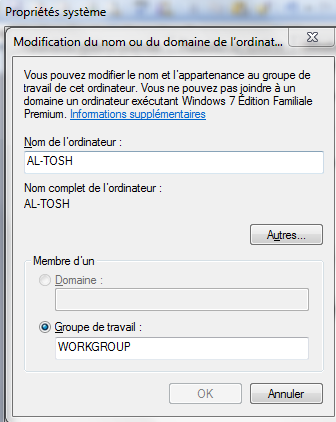 Propriétés système
Modification du nom ou du domaine de l'ordinat...
Vous pouvez modifier le nom et l'appartenance au groupe de
travail de cet ordinateur. Vous ne pouvez pas joindre à un
domaine un ordinateur exécutant Windows 7 Édition Familiale
Premium. Informations supplémentaires
Nom de l'ordinateur :
AL-TOSH
Nom complet de l'ordinateur :
AL-TOSH
Autres...
Membre d'un
Domaine :
Groupe de travail :
WORKGROUP
OK
Annuler